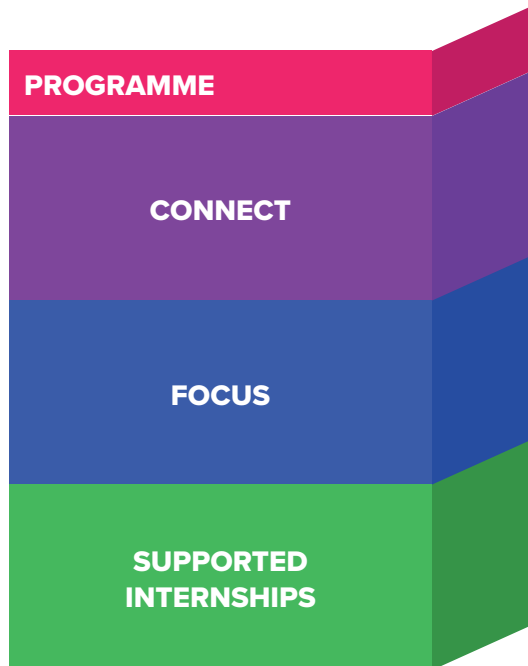 PROGRAMME
CONNECT
FOCUS
SUPPORTED
INTERNSHIPS